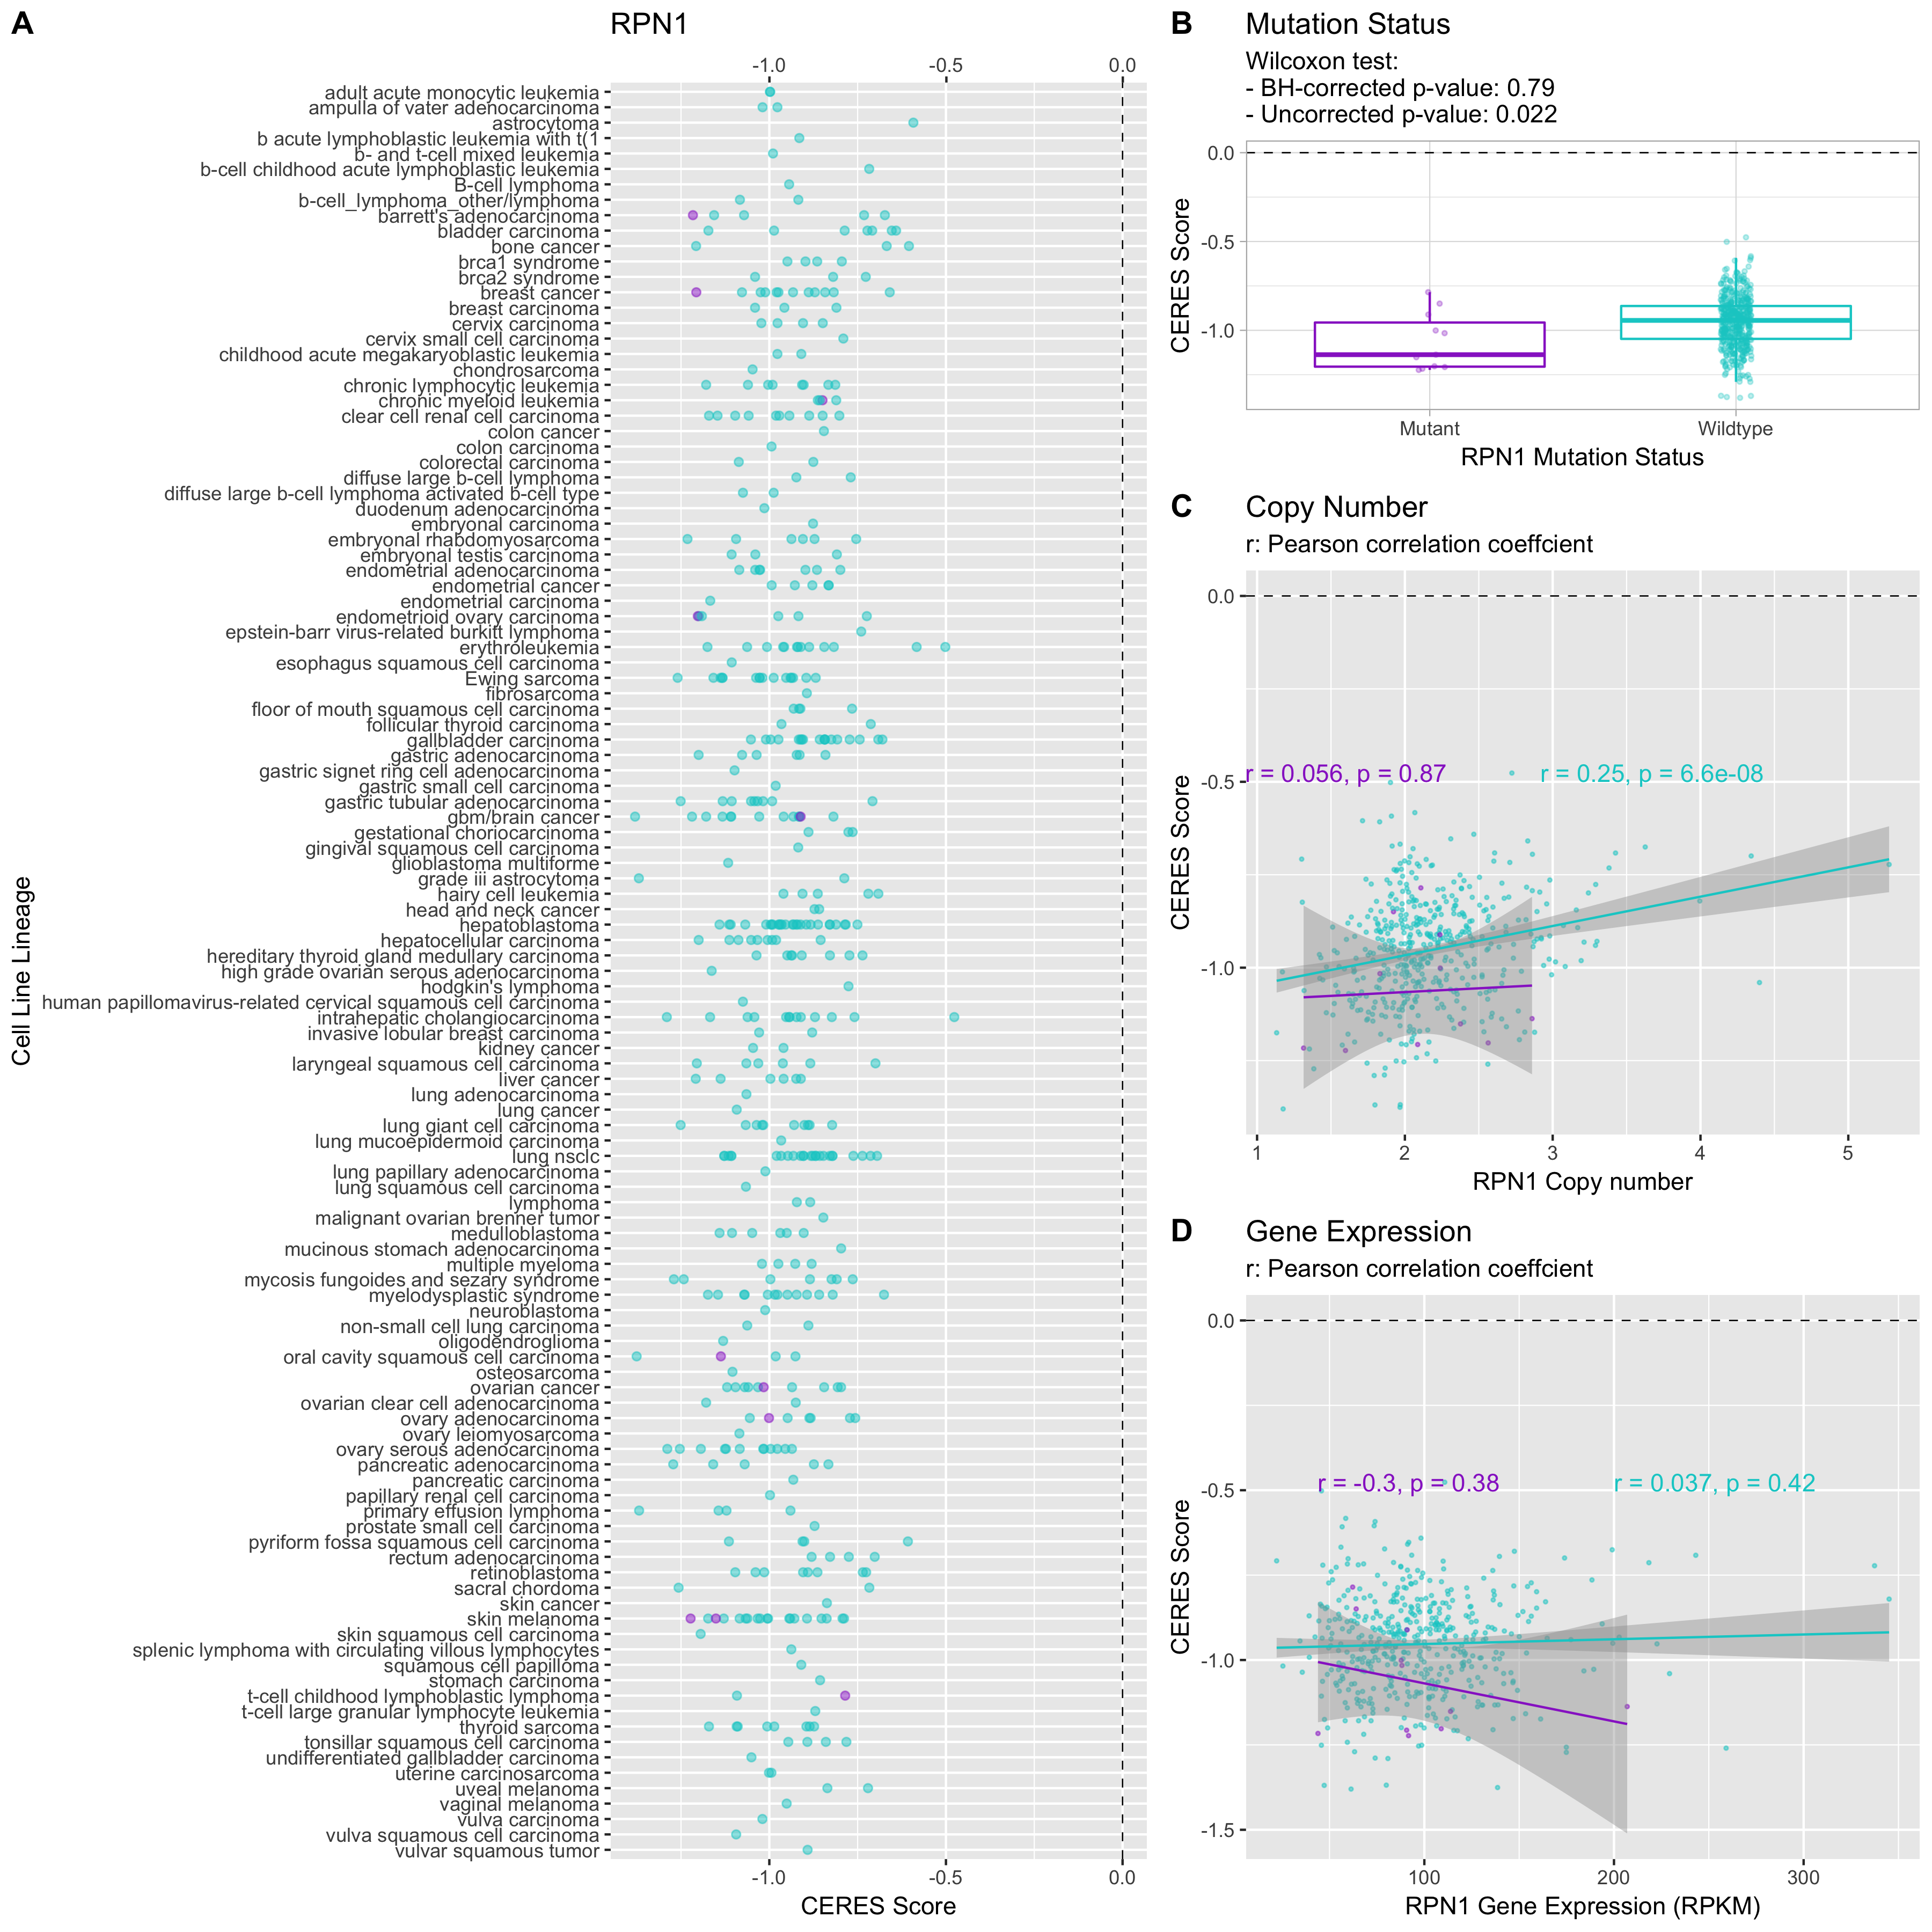 A
RPN1
-1.0
-0.5
0.0
adult acute monocytic leukemia
ampulla of vater adenocarcinoma
astrocytoma
b acute lymphoblastic leukemia with t(1
b- and t-cell mixed leukemia
b-cell childhood acute lymphoblastic leukemia
B-cell lymphoma
b-cell_lymphoma_other/lymphoma
barrett's adenocarcinoma
bladder carcinoma
bone cancer
brca1 syndrome
brca2 syndrome
breast cancer
breast carcinoma
cervix carcinoma
cervix small cell carcinoma
childhood acute megakaryoblastic leukemia
chondrosarcoma
chronic lymphocytic leukemia
chronic myeloid leukemia
clear cell renal cell carcinoma
colon cancer
colon carcinoma
colorectal carcinoma
diffuse large b-cell lymphoma
diffuse large b-cell lymphoma activated b-cell type
duodenum adenocarcinoma
embryonal carcinoma
embryonal rhabdomyosarcoma
embryonal testis carcinoma
endometrial adenocarcinoma
endometrial cancer
endometrial carcinoma
endometrioid ovary carcinoma
epstein-barr virus-related burkitt lymphoma
erythroleukemia
esophagus squamous cell carcinoma
Ewing sarcoma
fibrosarcoma
floor of mouth squamous cell carcinoma
follicular thyroid carcinoma
gallbladder carcinoma
gastric adenocarcinoma
gastric signet ring cell adenocarcinoma
gastric small cell carcinoma
gastric tubular adenocarcinoma
gbm/brain cancer
gestational choriocarcinoma
gingival squamous cell carcinoma
glioblastoma multiforme
grade iii astrocytoma
hairy cell leukemia
head and neck cancer
hepatoblastoma
hepatocellular carcinoma
hereditary thyroid gland medullary carcinoma
high grade ovarian serous adenocarcinoma
hodgkin's lymphoma
human papillomavirus-related cervical squamous cell carcinoma
intrahepatic cholangiocarcinoma
invasive lobular breast carcinoma
kidney cancer
laryngeal squamous cell carcinoma
liver cancer
lung adenocarcinoma
lung cancer
lung giant cell carcinoma
lung mucoepidermoid carcinoma
lung nsclc
lung papillary adenocarcinoma
lung squamous cell carcinoma
lymphoma
malignant ovarian brenner tumor
medulloblastoma
mucinous stomach adenocarcinoma
multiple myeloma
mycosis fungoides and sezary syndrome
myelodysplastic syndrome
neuroblastoma
non-small cell lung carcinoma
oligodendroglioma
oral cavity squamous cell carcinoma
osteosarcoma
ovarian cancer
ovarian clear cell adenocarcinoma
ovary adenocarcinoma
ovary leiomyosarcoma
ovary serous adenocarcinoma
pancreatic adenocarcinoma
pancreatic carcinoma
papillary renal cell carcinoma
primary effusion lymphoma
prostate small cell carcinoma
pyriform fossa squamous cell carcinoma
rectum adenocarcinoma
retinoblastoma
sacral chordoma
skin cancer
skin melanoma
skin squamous cell carcinoma
splenic lymphoma with circulating villous lymphocytes
squamous cell papilloma
stomach carcinoma
t-cell childhood lymphoblastic lymphoma
t-cell large granular lymphocyte leukemia
thyroid sarcoma
tonsillar squamous cell carcinoma
undifferentiated gallbladder carcinoma
uterine carcinosarcoma
uveal melanoma
vaginal melanoma
vulva carcinoma
vulva squamous cell carcinoma
vulvar squamous tumor
-1.0
-0.5
0.0
CERES Score
Cell Line Lineage
B
Mutation Status
Wilcoxon test:
- BH-corrected p-value: 0.79
- Uncorrected p-value: 0.022
0.0
-0.5
-1.0
CERES Score
Mutant
Wildtype
RPN1 Mutation Status
C
Copy Number
r: Pearson correlation coeffcient
0.0
-0.5
-1.0
CERES Score
r = 0.056, p = 0.87
r = 0.25, p = 6.6e-08
1
2
3
4
5
RPN1 Copy number
D
Gene Expression
r: Pearson correlation coeffcient
0.0
-0.5
-1.0
-1.5
CERES Score
r = -0.3, p = 0.38
r = 0.037, p = 0.42
100
200
300
RPN1 Gene Expression (RPKM)